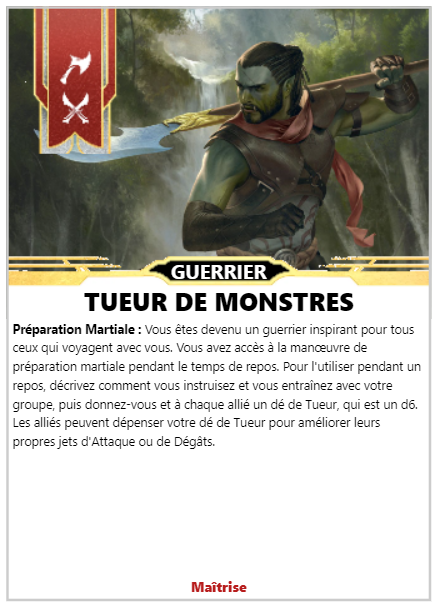 GUERRIER
TUEUR DE MONSTRES
Préparation Martiale : Vous êtes devenu un guerrier inspirant pour tous
ceux qui voyagent avec vous. Vous avez accès à la manœuvre de
préparation martiale pendant le temps de repos. Pour l'utiliser pendant un
repos, décrivez comment vous instruisez et vous entraînez avec votre
groupe, puis donnez-vous et à chaque allié un dé de Tueur, qui est un d6.
Les alliés peuvent dépenser votre dé de Tueur pour améliorer leurs
propres jets d'Attaque ou de Dégâts.
Maîtrise